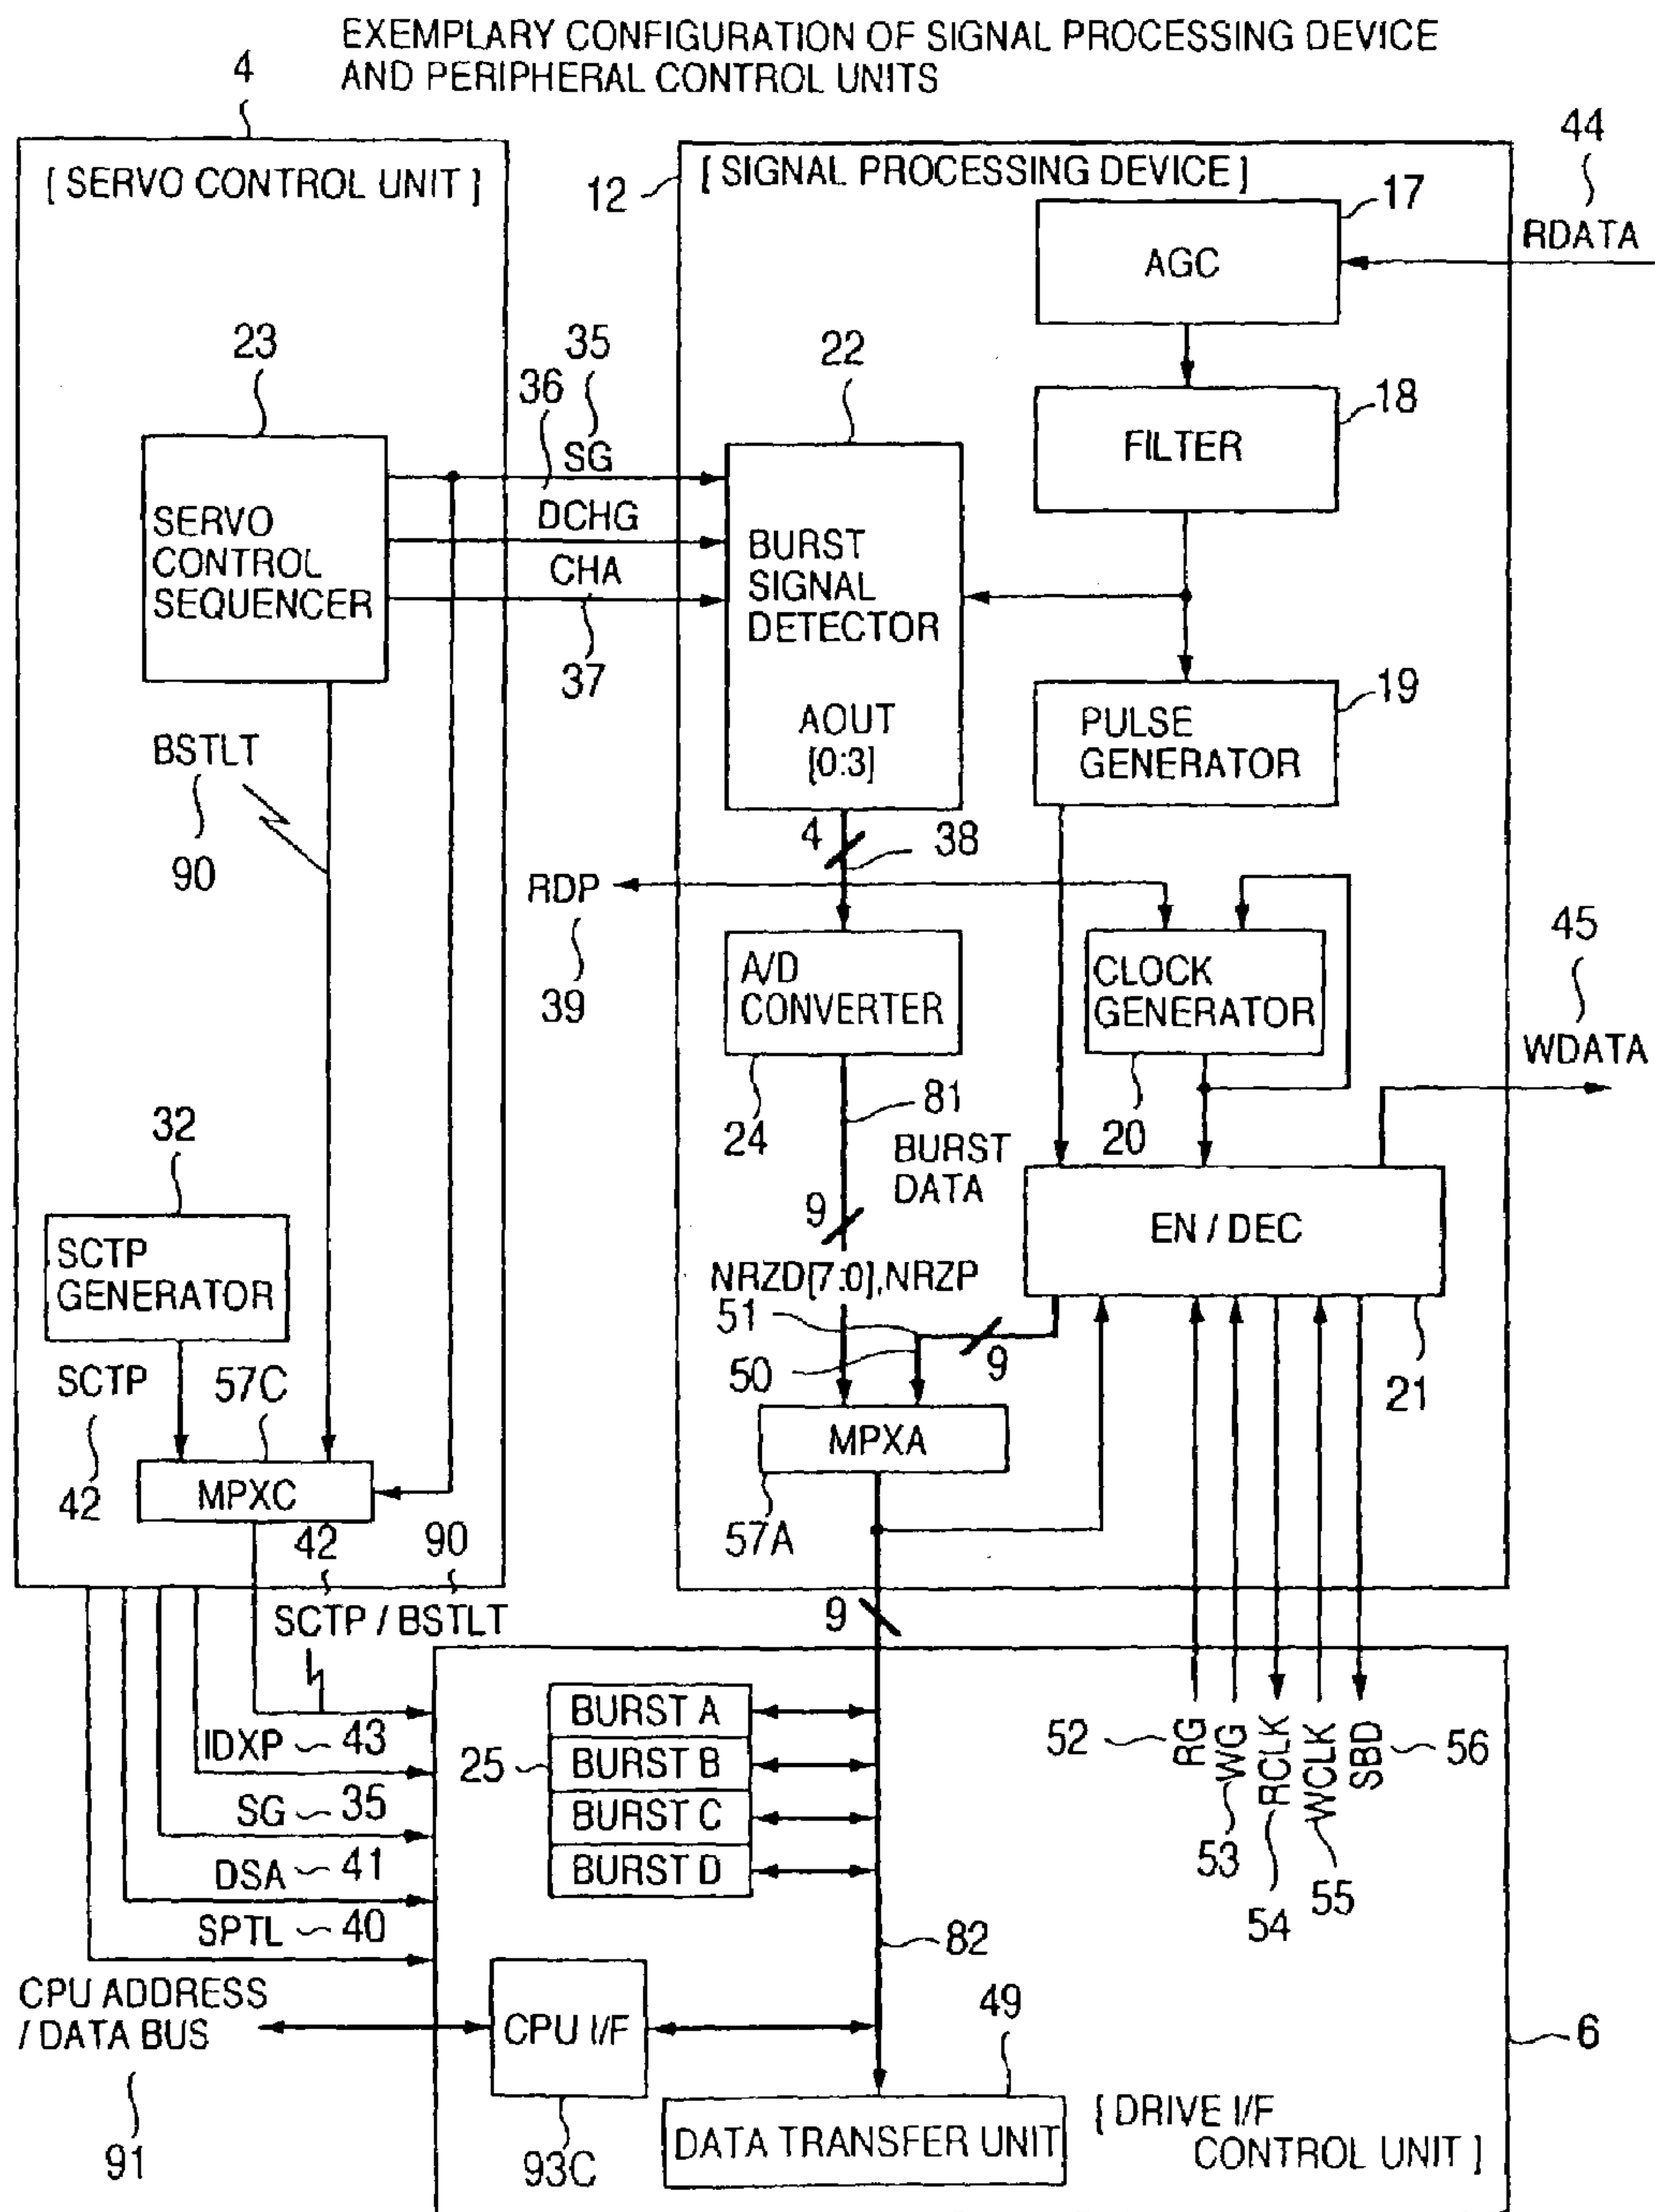 EXEMPLARY CONFIGURATION OF SIGNAL PROCESSING DEVICE
AND PERIPHERAL CONTROL UNITS
4
[ SERVO CONTROL UNIT ]
12
[ SIGNAL PROCESSING DEVICE ]
44
RDATA
17
AGC
18
FILTER
23
SERVO
CONTROL
SEQUENCER
35
36
SG
DCHG
CHA
37
22
BURST
SIGNAL
DETECTOR
AOUT
[0:3]
19
PULSE
GENERATOR
BSTLT
90
4
38
RDP
39
A/D
CONVERTER
24
CLOCK
GENERATOR
20
45
WDATA
81
BURST
DATA
9
32
SCTP
GENERATOR
EN / DEC
21
NRZD[7:0],NRZP
51
50
9
SCTP
42
57C
MPXC
MPXA
57A
42
90
SCTP / BSTLT
9
IDXP
43
SG
35
DSA
41
SPTL
40
25
BURST A
BURST B
BURST C
BURST D
52
RG
WG
53
RCLK
54
WCLK
55
SBD
56
82
CPU ADDRESS
/ DATA BUS
91
CPU I/F
93C
49
DATA TRANSFER UNIT
6
[ DRIVE I/F
CONTROL UNIT ]